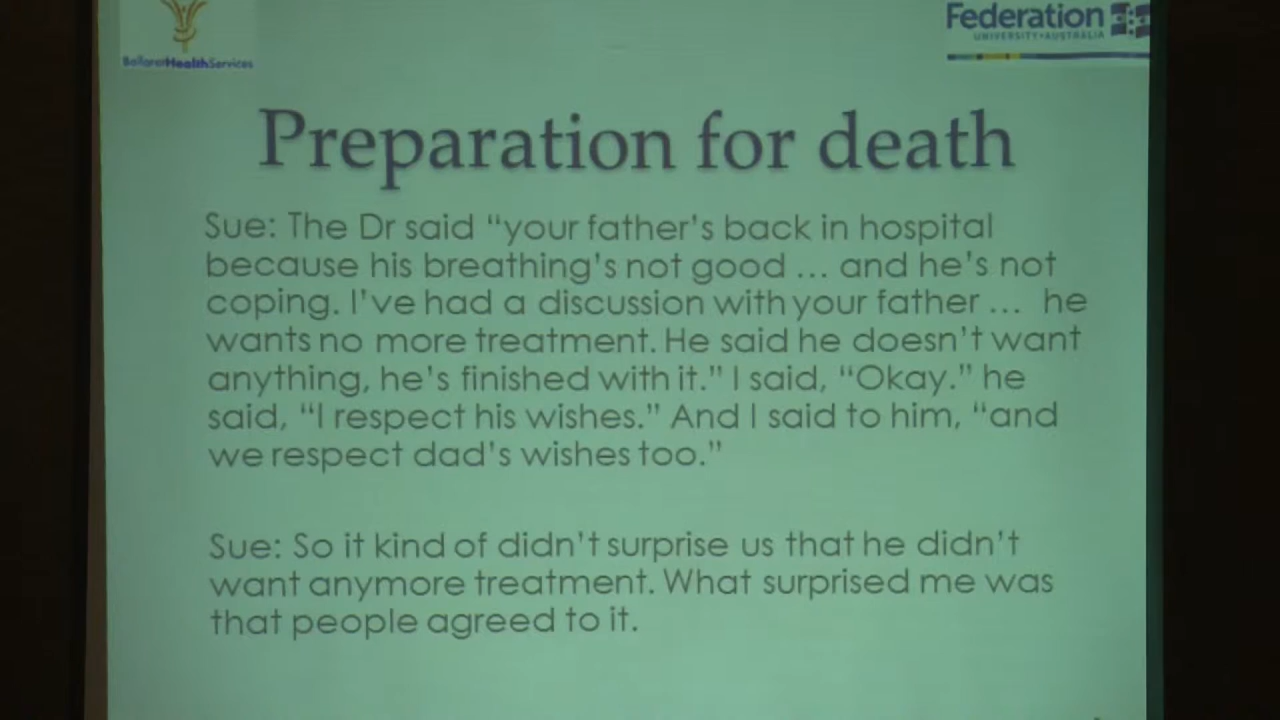 BallaratHealthServices
Federation
UNIVERSITY • AUSTRALIA
Preparation for death
Sue: The Dr said “your father’s back in hospital
because his breathing’s not good … and he’s not
coping. I’ve had a discussion with your father … he
wants no more treatment. He said he doesn’t want
anything, he’s finished with it.” I said, “Okay.” he
said, “I respect his wishes.” And I said to him, “and
we respect dad’s wishes too.”
Sue: So it kind of didn’t surprise us that he didn’t
want anymore treatment. What surprised me was
that people agreed to it.